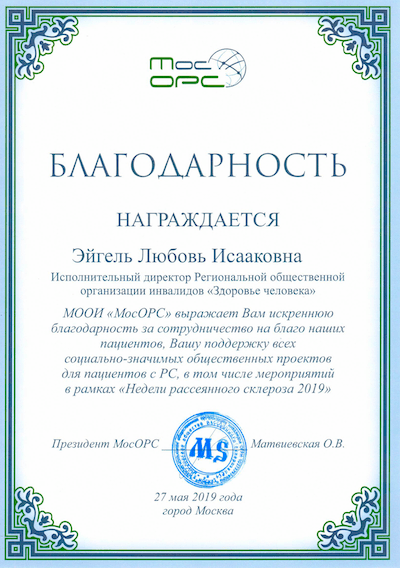 Мос
ОРС
БЛАГОДАРНОСТЬ
НАГРАЖДАЕТСЯ
Эйгель Любовь Исааковна
Исполнительный директор Региональной общественной
организации инвалидов «Здоровье человека»
МООИ «МосОРС» выражает Вам искреннюю
благодарность за сотрудничество на благо наших
пациентов, Вашу поддержку всех
социально-значимых общественных проектов
для пациентов с РС, в том числе мероприятий
в рамках «Недели рассеянного склероза 2019»
Президент МосОРС
MS
Матвиевская О.В.
27 мая 2019 года
город Москва